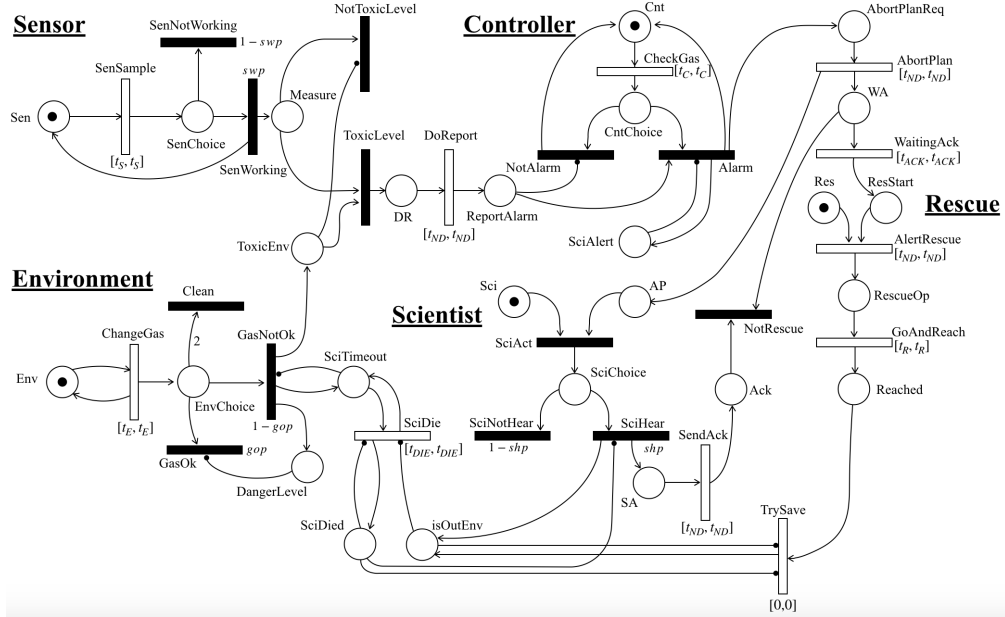 Sensor
SenNotWorking
1 − swp
NotToxicLevel
SenSample
swp
Sen
SenChoice
Measure
[tS, tS]
SenWorking
ToxicLevel
DoReport
DR
[tND, tND]
ReportAlarm
ToxicEnv
Controller
Cnt
CheckGas
[tC, tC]
CntChoice
NotAlarm
Alarm
SciAlert
AbortPlanReq
AbortPlan
[tND, tND]
WA
WaitingAck
[tACK, tACK]
Res
ResStart
Rescue
AlertRescue
[tND, tND]
RescueOp
GoAndReach
[tR, tR]
Reached
Environment
Clean
2
ChangeGas
GasNotOk
Env
EnvChoice
[tE, tE]
1 − gop
gop
GasOk
DangerLevel
SciTimeout
SciDie
[tDIE, tDIE]
SciDied
isOutEnv
Scientist
Sci
AP
SciAct
NotRescue
SciChoice
Ack
SciNotHear
1 − shp
SciHear
shp
SendAck
SA
[tND, tND]
TrySave
[0,0]